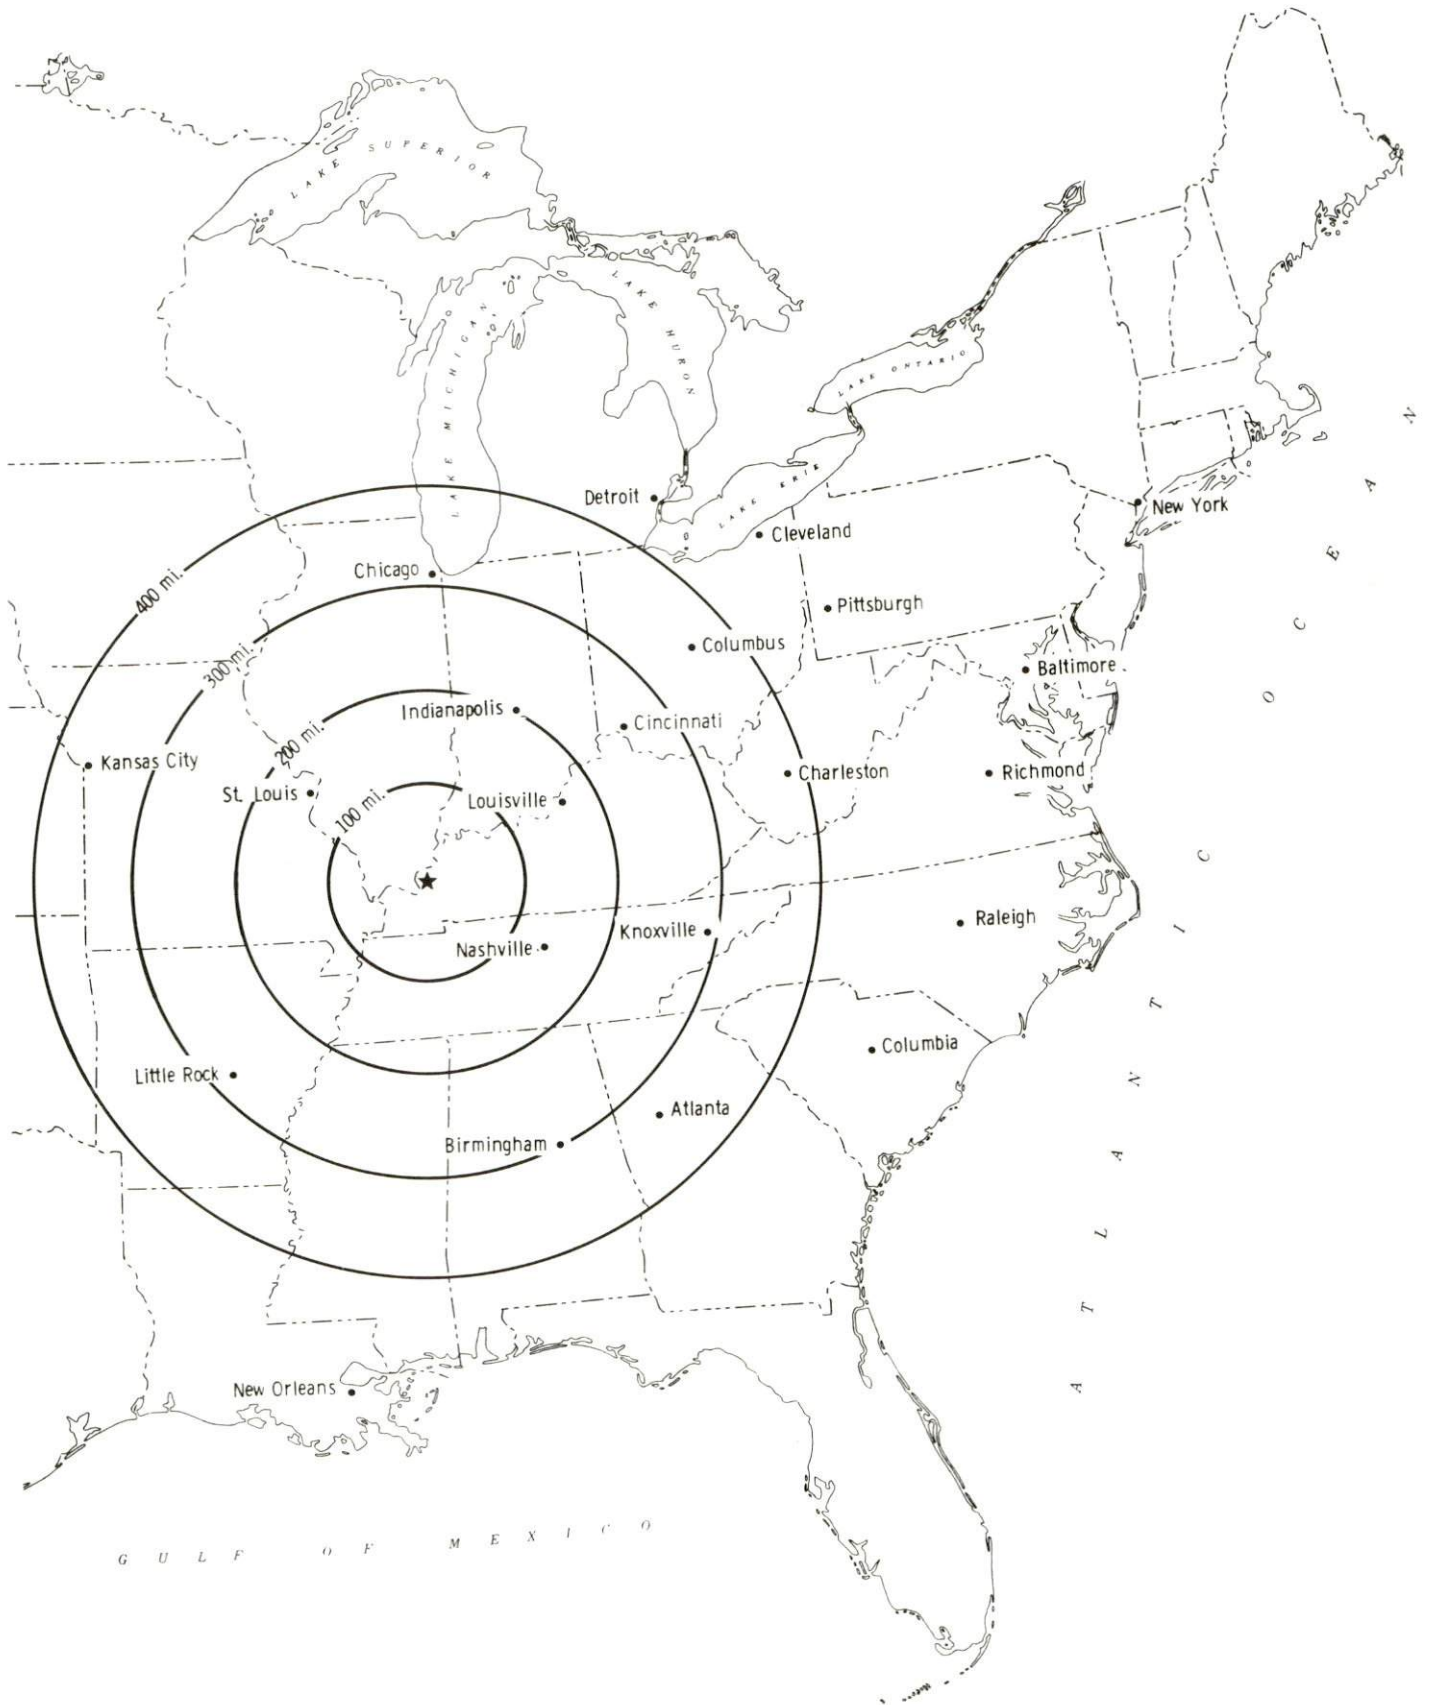 LAKE SUPERIOR
LAKE HURON
LAKE MICHIGAN
LAKE ONTARIO
LAKE ERIE
Detroit
New York
Cleveland
Chicago
400 mi.
Pittsburgh
Columbus
300 mi.
Baltimore
Indianapolis
Cincinnati
200 mi.
Kansas City
Charleston
Richmond
St. Louis
Louisville
100 mi.
Raleigh
Knoxville
Nashville
Columbia
Little Rock
Atlanta
Birmingham
ATLANTIC OCEAN
New Orleans
GULF OF MEXICO